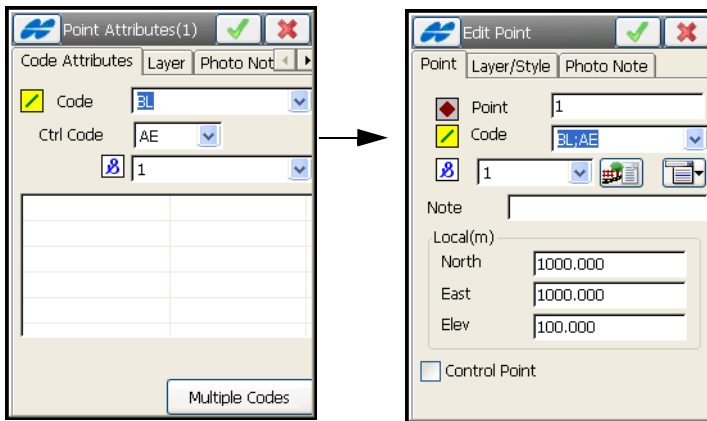 Point Attributes(1)
Code Attributes Layer Photo Not
Code BL
Ctrl Code AE
1
Multiple Codes
Edit Point
Point Layer/Style Photo Note
Point 1
Code BL;AE
1
Note
Local(m)
North 1000.000
East 1000.000
Elev 100.000
Control Point